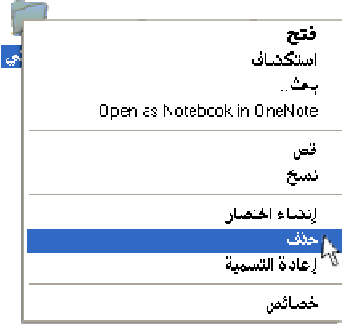 فتح
استكشاف
بحث...
Open as Notebook in OneNote
قص
نسخ
إنشاء اختصار
حذف
إعادة التسمية
خصائص